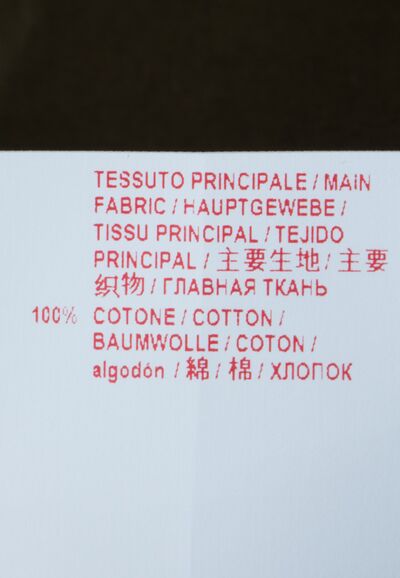 TESSUTO PRINCIPALE / MAIN
FABRIC / HAUPTGEWEBE /
TISSU PRINCIPAL / TEJIDO
PRINCIPAL / 主要生地 / 主要
织物 / ГЛАВНАЯ ТКАНЬ
100% COTONE / COTTON /
BAUMWOLLE / COTON /
algodón / 綿 / 棉 / ХЛОПОК